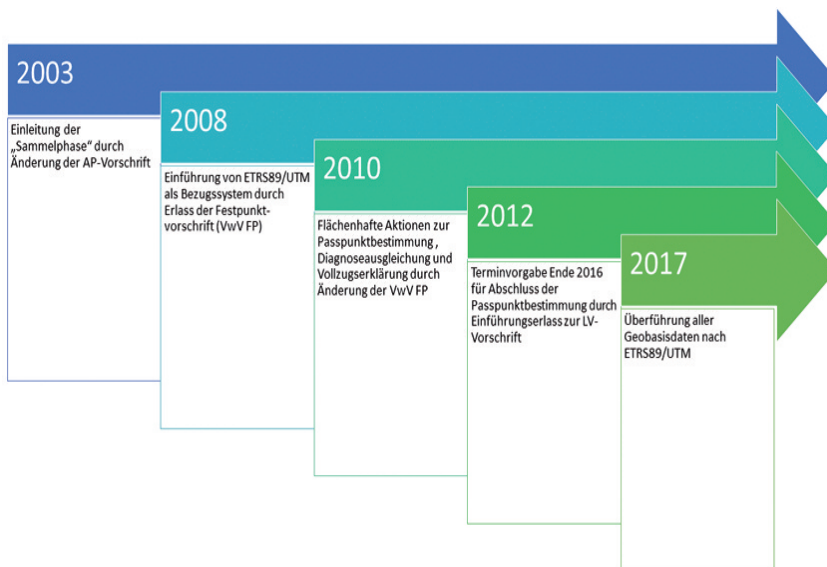 2003
Einleitung der
„Sammelphase“ durch
Änderung der AP-Vorschrift
2008
Einführung von ETRS89/UTM
als Bezugssystem durch
Erlass der Festpunkt-
vorschrift (VwV FP)
2010
Flächenhafte Aktionen zur
Passpunktbestimmung ,
Diagnoseausgleichung und
Vollzugserklärung durch
Änderung der VwV FP
2012
Terminvorgabe Ende 2016
für Abschluss der
Passpunktbestimmung durch
Einführungserlass zur LV-
Vorschrift
2017
Überführung aller
Geobasisdaten nach
ETRS89/UTM